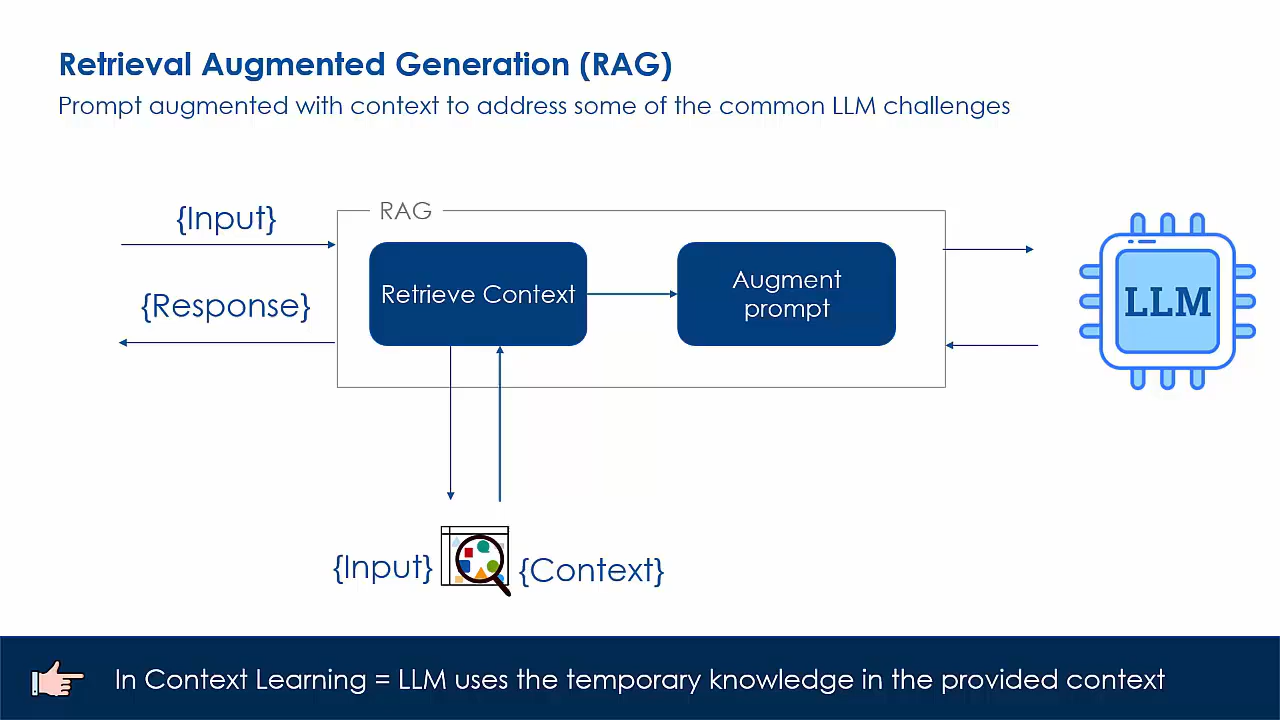 Retrieval Augmented Generation (RAG)
Prompt augmented with context to address some of the common LLM challenges
{Input}
RAG
{Response}
Retrieve Context
Augment
prompt
LLM
{Input}
{Context}
In Context Learning = LLM uses the temporary knowledge in the provided context